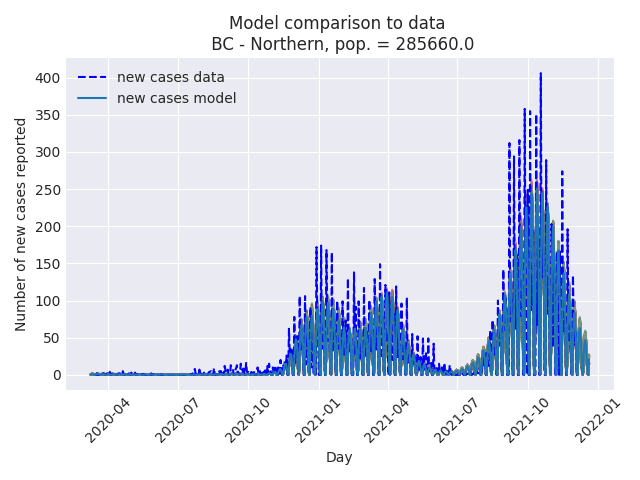 Model comparison to data
BC - Northern, pop. = 285660.0
new cases data
new cases model
400
350
300
250
200
150
100
50
0
Number of new cases reported
2020-04
2020-07
2020-10
2021-01
2021-04
2021-07
2021-10
2022-01
Day